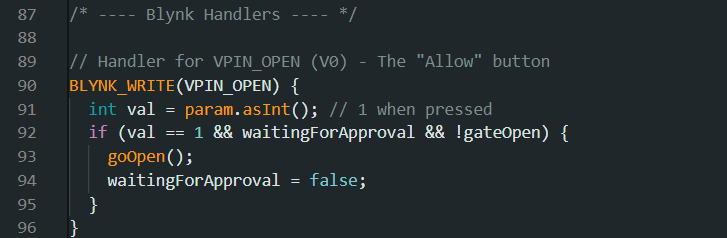 87 /* ---- Blynk Handlers ---- */
88
89 // Handler for VPIN_OPEN (V0) - The "Allow" button
90 BLYNK_WRITE(VPIN_OPEN) {
91   int val = param.asInt(); // 1 when pressed
92   if (val == 1 && waitingForApproval && !gateOpen) {
93     goOpen();
94     waitingForApproval = false;
95   }
96 }